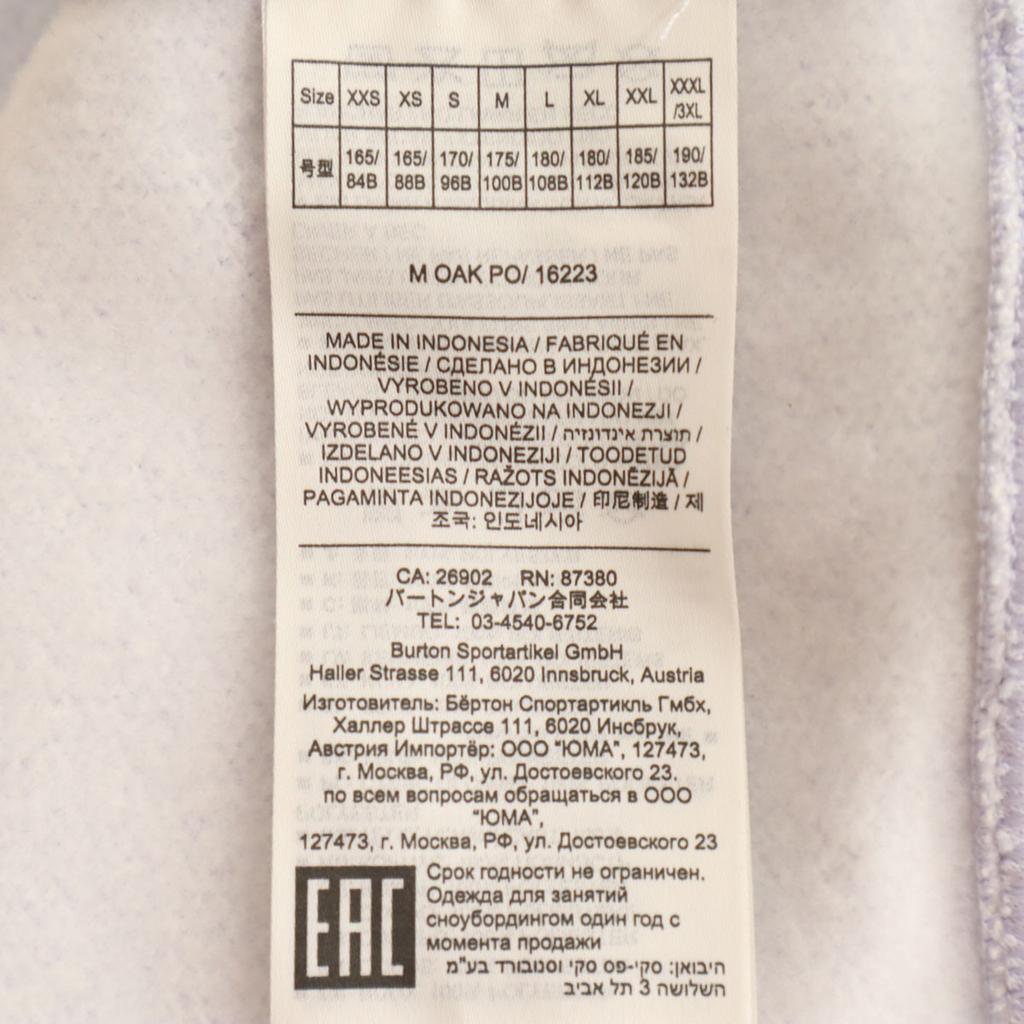 Size XXS XS S M L XL XXL XXXL/3XL
号型 165/84B 165/88B 170/96B 175/100B 180/108B 180/112B 185/120B 190/132B
M OAK PO/ 16223
MADE IN INDONESIA / FABRIQUÉ EN
INDONÉSIE / СДЕЛАНО В ИНДОНЕЗИИ /
VYROBENO V INDONÉSII /
WYPRODUKOWANO NA INDONEZJI /
VYROBENÉ V INDONÉZII / תוצרת אינדונזיה /
IZDELANO V INDONEZIJI / TOODETUD
INDONEESIAS / RAŽOTS INDONĒZIJĀ /
PAGAMINTA INDONEZIJOJE / 印尼制造 / 제
조국: 인도네시아
CA: 26902 RN: 87380
バートンジャパン合同会社
TEL: 03-4540-6752
Burton Sportartikel GmbH
Haller Strasse 111, 6020 Innsbruck, Austria
Изготовитель: Бёртон Спортартикль Гмбх,
Халлер Штрассе 111, 6020 Инсбрук,
Австрия Импортёр: ООО "ЮМА", 127473,
г. Москва, РФ, ул. Достоевского 23.
по всем вопросам обращаться в ООО
"ЮМА",
127473, г. Москва, РФ, ул. Достоевского 23
EAC
Срок годности не ограничен.
Одежда для занятий
сноубордингом один год с
момента продажи
היבואן: סקי-פס סקי וסנובורד בע"מ
השלושה 3 תל אביב